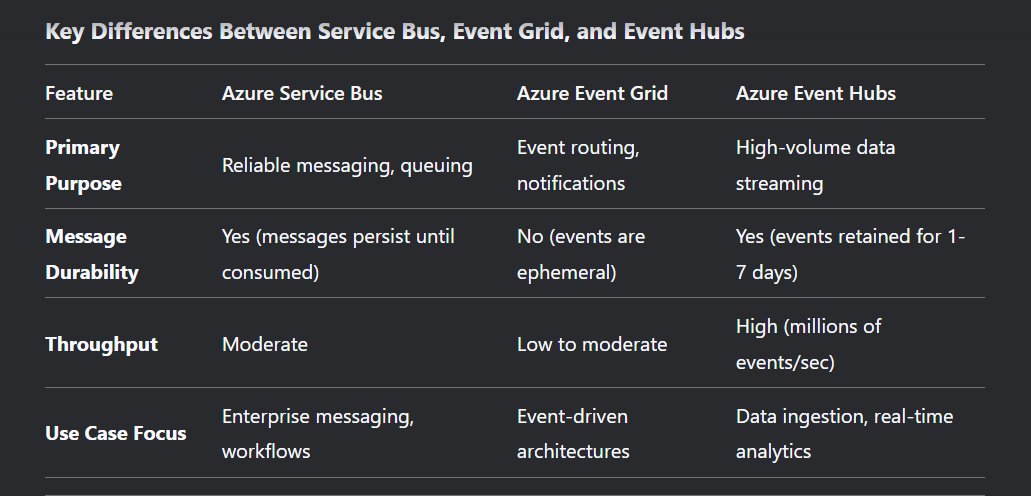 Key Differences Between Service Bus, Event Grid, and Event Hubs
Feature Azure Service Bus Azure Event Grid Azure Event Hubs
Primary Purpose Reliable messaging, queuing Event routing, notifications High-volume data streaming
Message Durability Yes (messages persist until consumed) No (events are ephemeral) Yes (events retained for 1-7 days)
Throughput Moderate Low to moderate High (millions of events/sec)
Use Case Focus Enterprise messaging, workflows Event-driven architectures Data ingestion, real-time analytics